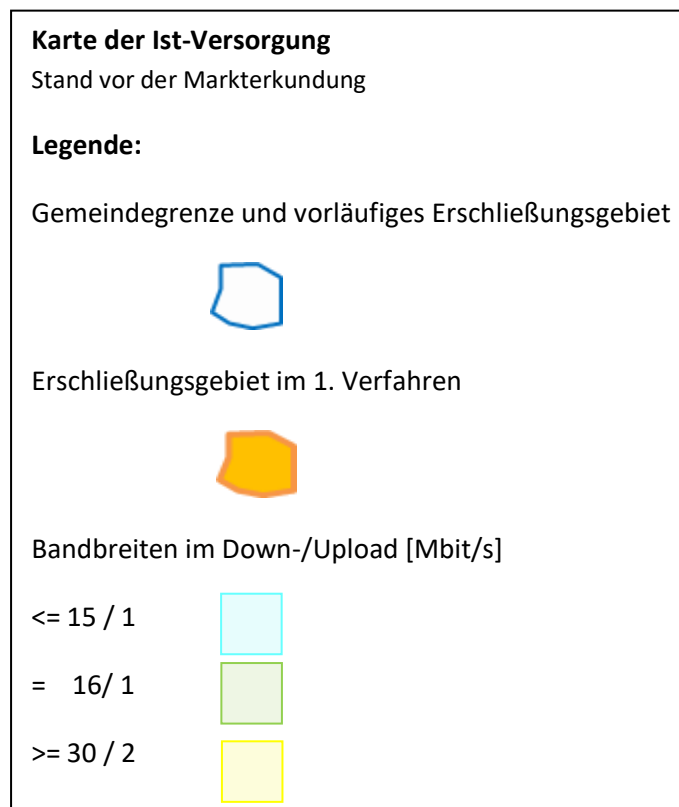 Karte der Ist-Versorgung
Stand vor der Markterkundung
Legende:
Gemeindegrenze und vorläufiges Erschließungsgebiet
Erschließungsgebiet im 1. Verfahren
Bandbreiten im Down-/Upload [Mbit/s]
<= 15 / 1
= 16/ 1
>= 30 / 2